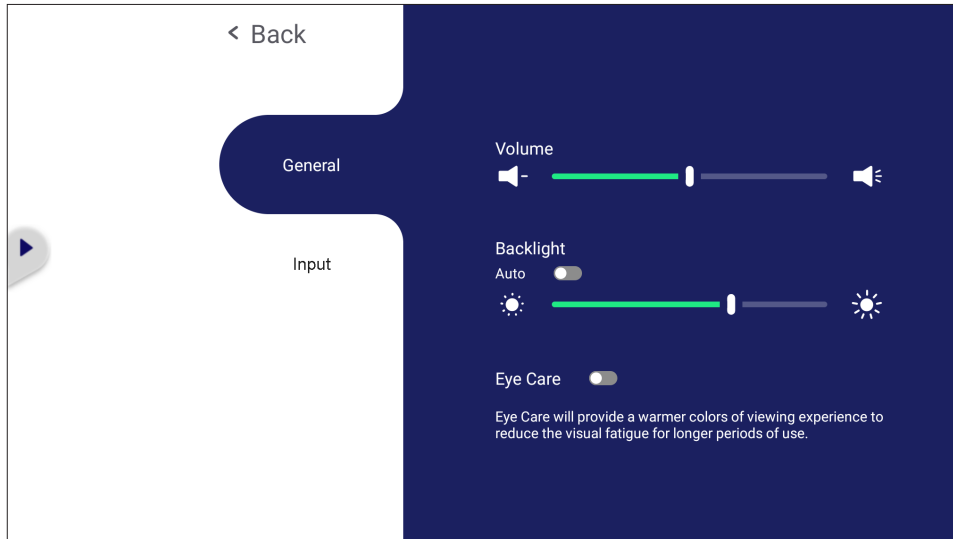 Back
General
Input
Volume
Backlight
Auto
Eye Care
Eye Care will provide a warmer colors of viewing experience to
reduce the visual fatigue for longer periods of use.